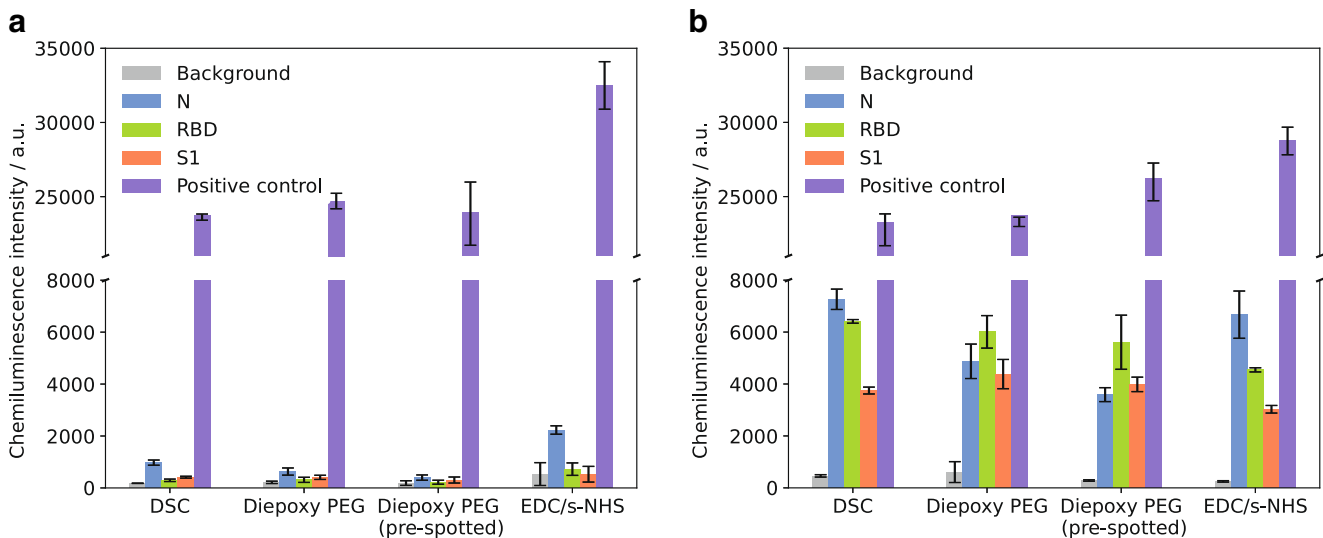 a
35000
30000
25000
8000
6000
4000
2000
0
Chemiluminescence intensity / a.u.
Background
N
RBD
S1
Positive control
DSC
Diepoxy PEG
Diepoxy PEG
(pre-spotted)
EDC/s-NHS
b
35000
30000
25000
8000
6000
4000
2000
0
Chemiluminescence intensity / a.u.
Background
N
RBD
S1
Positive control
DSC
Diepoxy PEG
Diepoxy PEG
(pre-spotted)
EDC/s-NHS